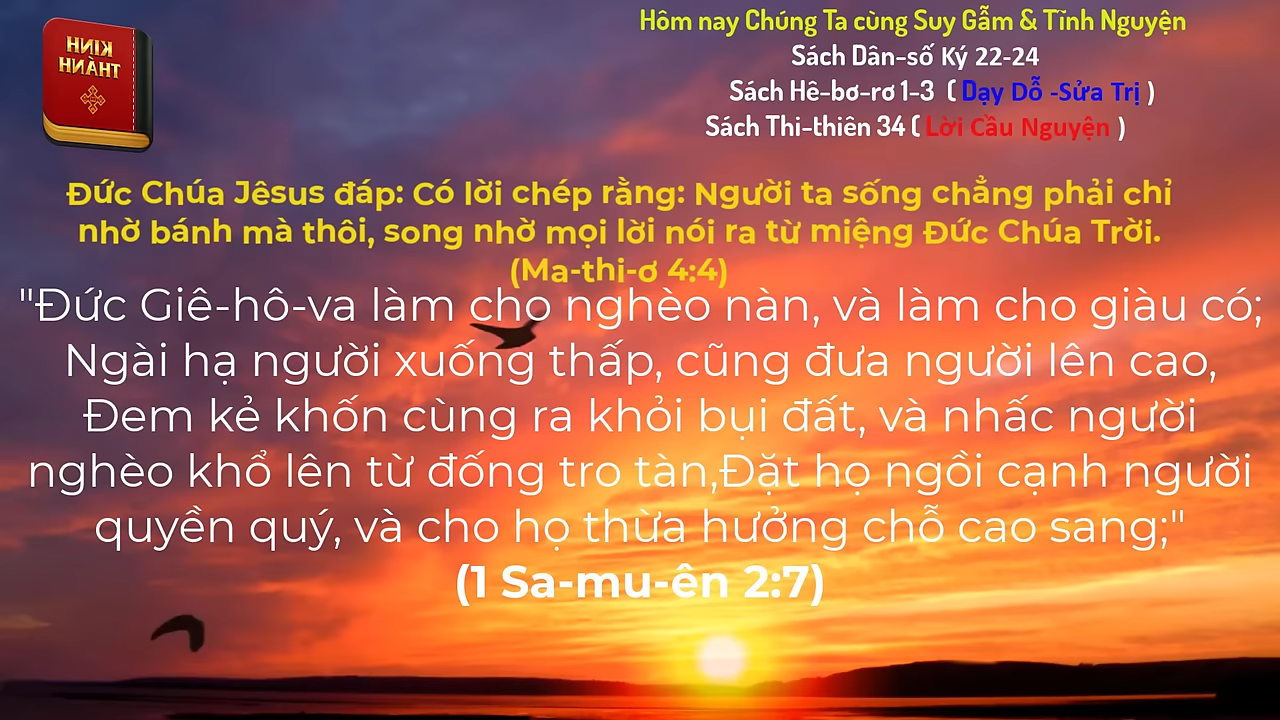 KINH
THÁNH
Hôm nay Chúng Ta cùng Suy Gẫm & Tĩnh Nguyện
Sách Dân-số Ký 22-24
Sách Hê-bơ-rơ 1-3 ( Dạy Dỗ -Sửa Trị )
Sách Thi-thiên 34 ( Lời Cầu Nguyện )
Đức Chúa Jêsus đáp: Có lời chép rằng: Người ta sống chẳng phải chỉ
nhờ bánh mà thôi, song nhờ mọi lời nói ra từ miệng Đức Chúa Trời.
(Ma-thi-ơ 4:4)
"Đức Giê-hô-va làm cho nghèo nàn, và làm cho giàu có;
Ngài hạ người xuống thấp, cũng đưa người lên cao,
Đem kẻ khốn cùng ra khỏi bụi đất, và nhấc người
nghèo khổ lên từ đống tro tàn,Đặt họ ngồi cạnh người
quyền quý, và cho họ thừa hưởng chỗ cao sang;"
(1 Sa-mu-ên 2:7)